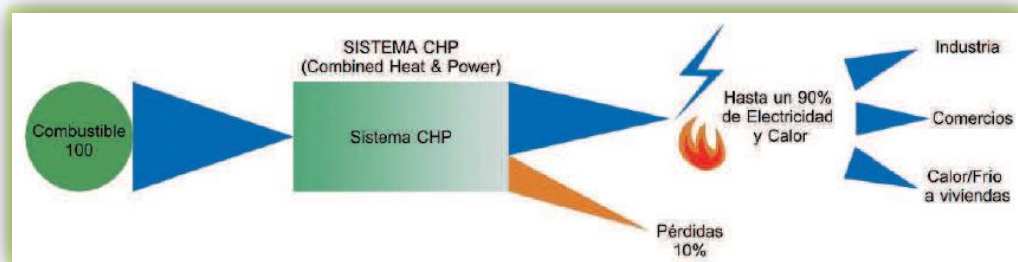 Combustible
100
SISTEMA CHP
(Combined Heat & Power)
Sistema CHP
Hasta un 90%
de Electricidad
y Calor
Pérdidas
10%
Industria
Comercios
Calor/Frio
a viviendas